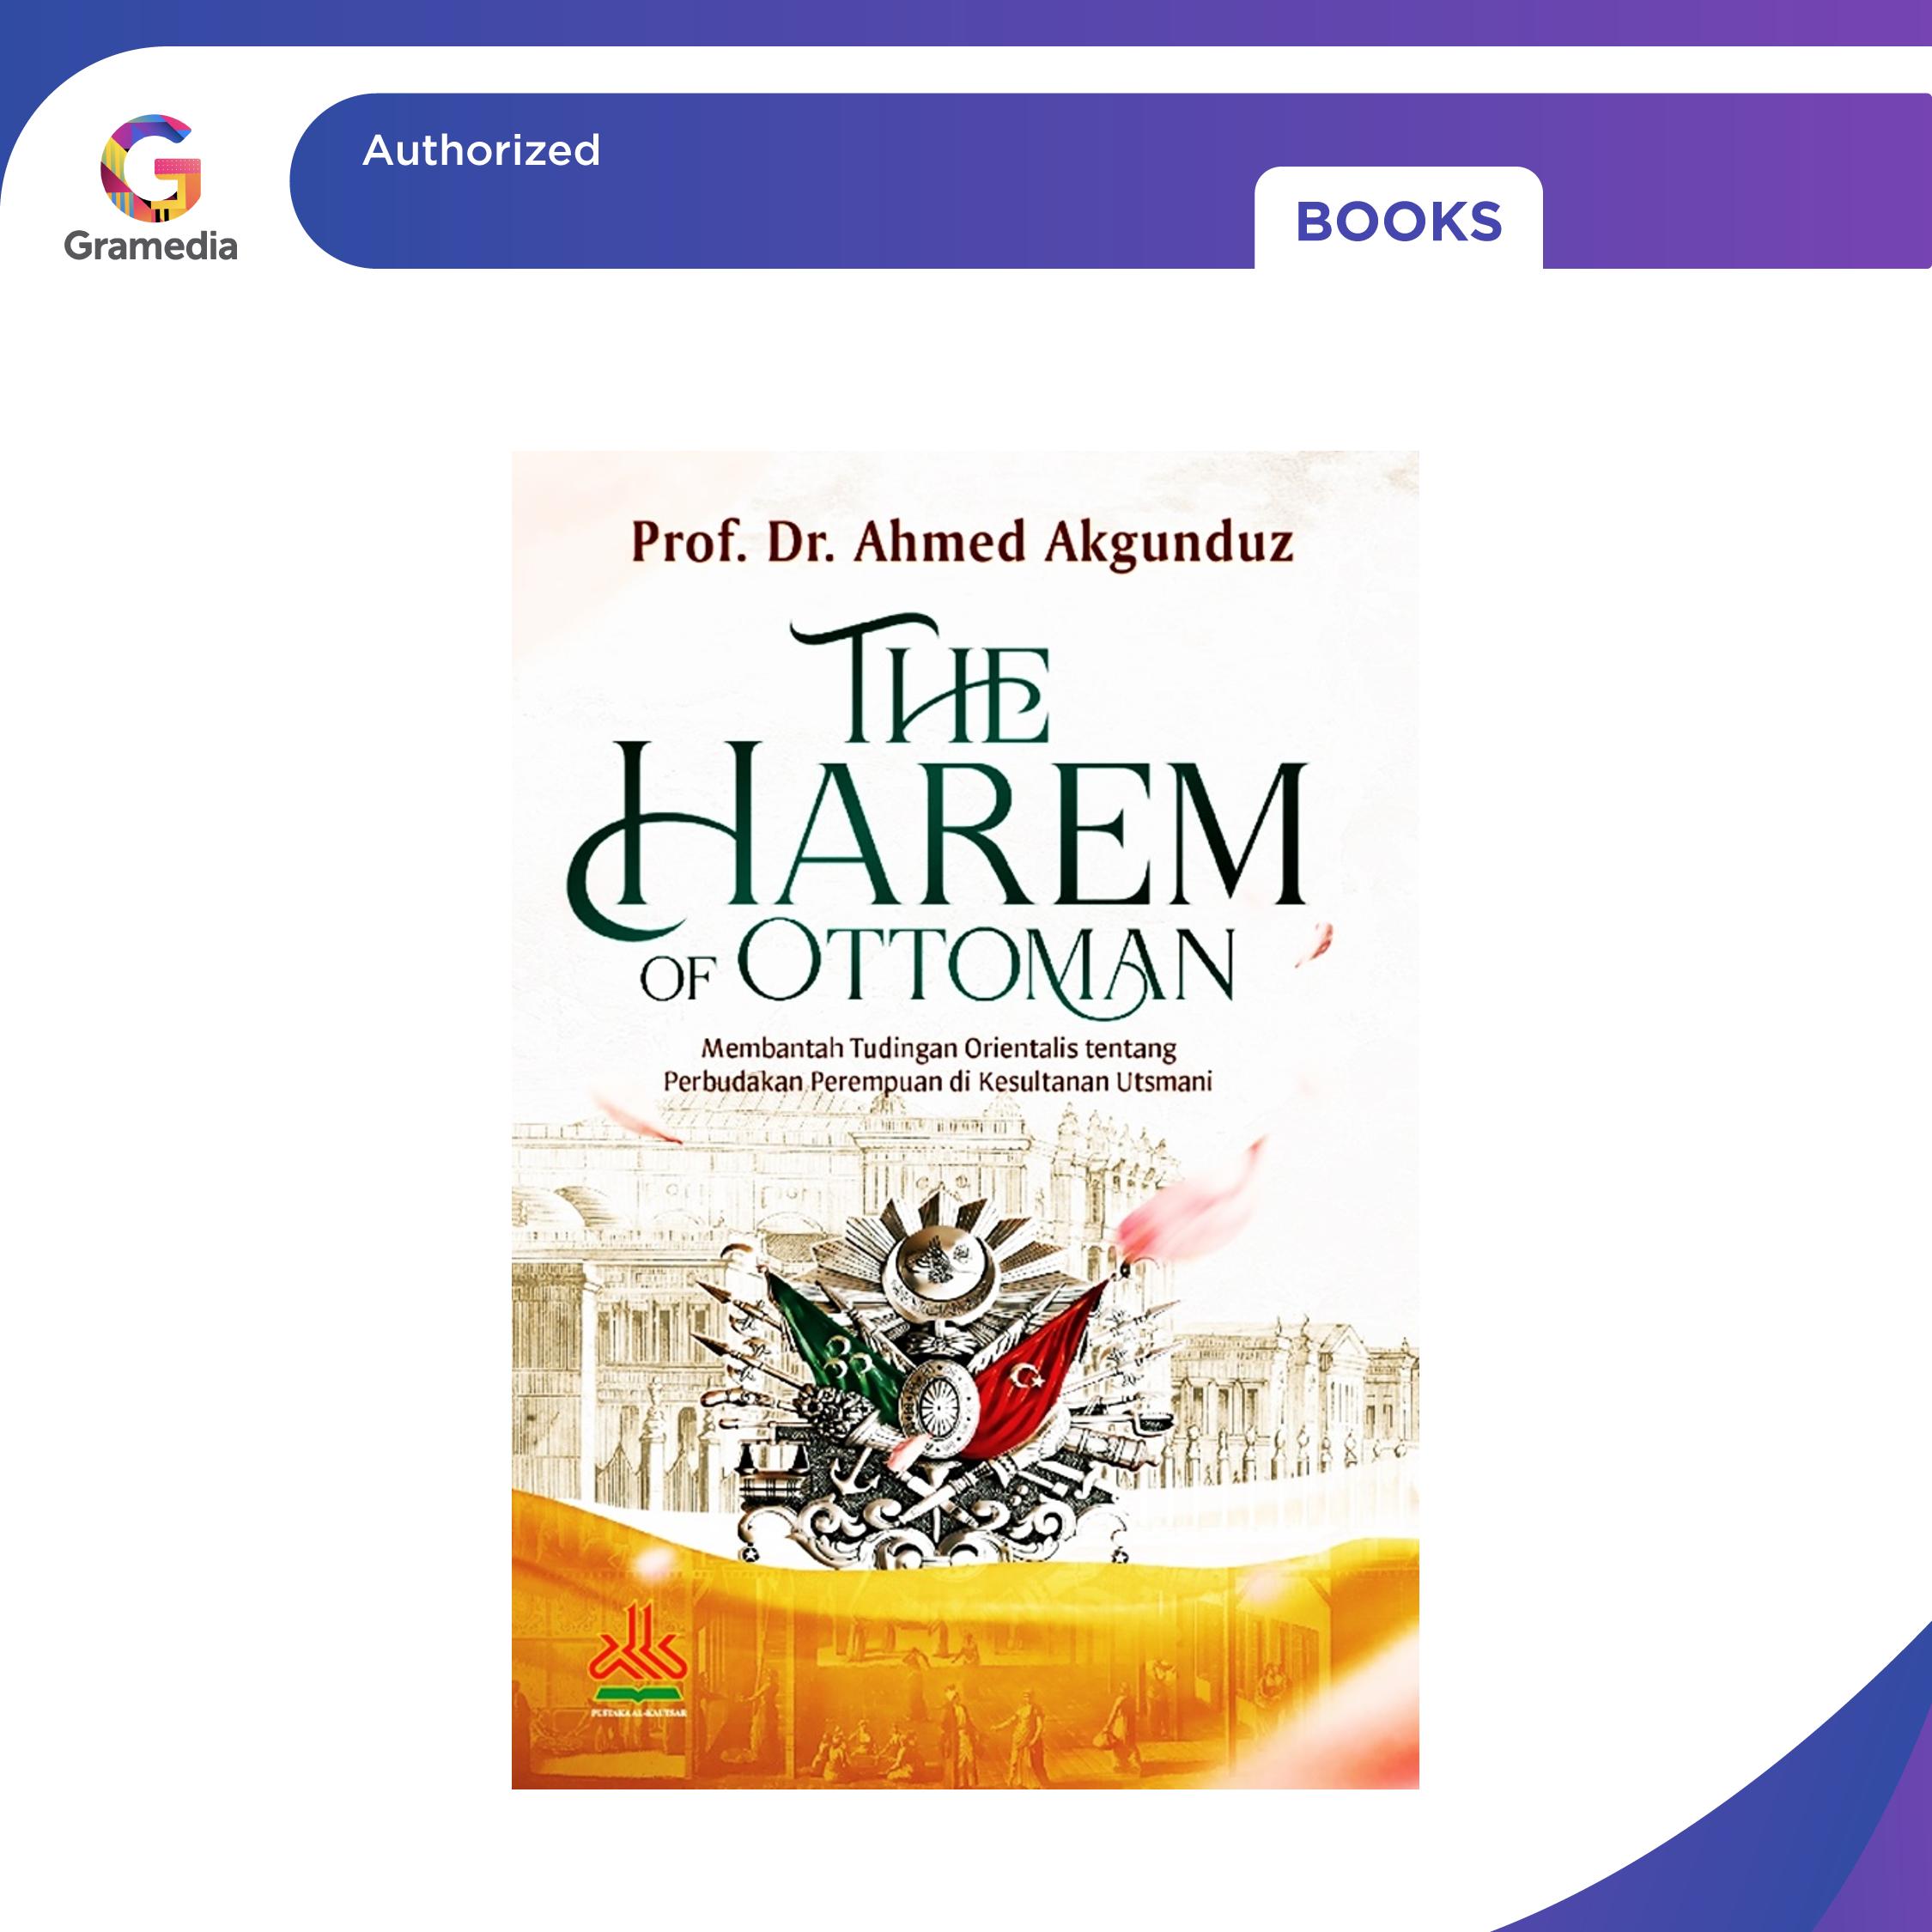 Gramedia
Authorized
BOOKS
Prof. Dr. Ahmed Akgunduz
THE
HAREM
OF OTTOMAN
Membantah Tudingan Orientalis tentang
Perbudakan Perempuan di Kesultanan Utsmani
PUSTAKA AL-KAUTSAR